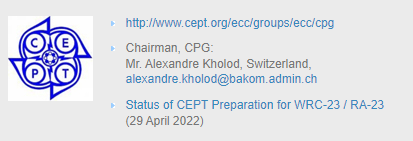 C E
P T
http://www.cept.org/ecc/groups/ecc/cpg
Chairman, CPG:
Mr. Alexandre Kholod, Switzerland,
alexandre.kholod@bakom.admin.ch
Status of CEPT Preparation for WRC-23 / RA-23
(29 April 2022)